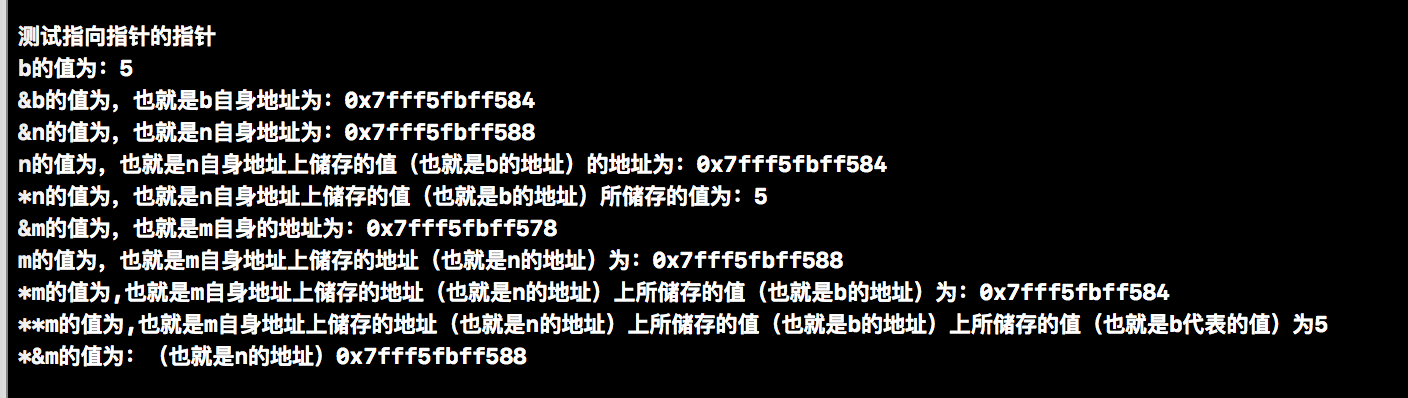 测试指向指针的指针
b的值为：5
&b的值为，也就是b自身地址为：0x7fff5fbff584
&n的值为，也就是n自身地址为：0x7fff5fbff588
n的值为，也就是n自身地址上储存的值（也就是b的地址）的地址为：0x7fff5fbff584
*n的值为，也就是n自身地址上储存的值（也就是b的地址）所储存的值为：5
&m的值为，也就是m自身的地址为：0x7fff5fbff578
m的值为，也就是m自身地址上储存的地址（也就是n的地址）为：0x7fff5fbff588
*m的值为,也就是m自身地址上储存的地址（也就是n的地址）上所储存的值（也就是b的地址）为：0x7fff5fbff584
**m的值为,也就是m自身地址上储存的地址（也就是n的地址）上所储存的值（也就是b的地址）上所储存的值（也就是b代表的值）为5
*&m的值为：（也就是n的地址）0x7fff5fbff588